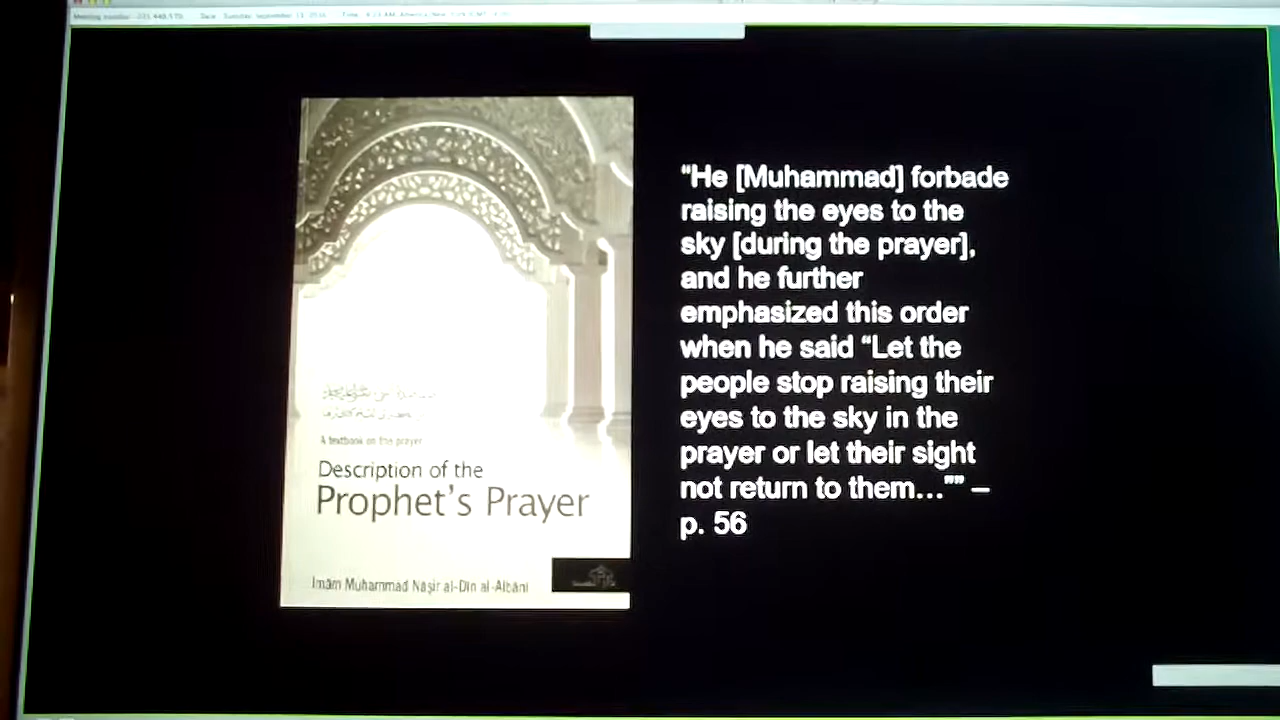 “He [Muhammad] forbade
raising the eyes to the
sky [during the prayer],
and he further
emphasized this order
when he said “Let the
people stop raising their
eyes to the sky in the
prayer or let their sight
not return to them...”” –
p. 56
A textbook on the prayer
Description of the
Prophet's Prayer
Imām Muhammad Nāṣir al-Dīn al-Albānī